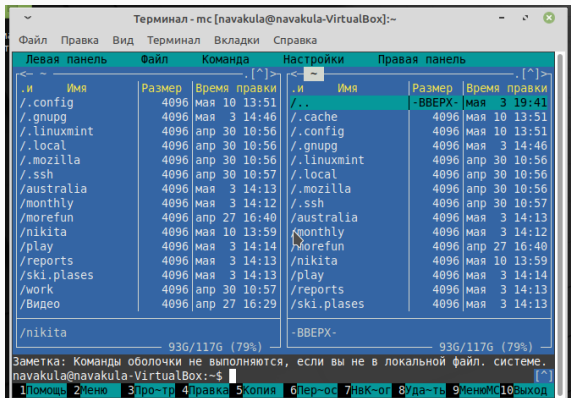 Терминал - mc [navakula@navakula-VirtualBox]:~
Файл Правка Вид Терминал Вкладки Справка
Левая панель Файл Команда Настройки Правая панель
<— ~ .[^]> <— ~ .[^]>
.и Имя Размер Время правки .и Имя Размер Время правки
/.config 4096 мая 10 13:51 /.. -ВВЕРХ- мая 3 19:41
/.gnupg 4096 мая 3 14:46 /.cache 4096 мая 10 13:51
/.linuxmint 4096 апр 30 10:56 /.config 4096 мая 10 13:51
/.local 4096 апр 30 10:56 /.gnupg 4096 мая 3 14:46
/.mozilla 4096 апр 30 10:56 /.linuxmint 4096 апр 30 10:56
/.ssh 4096 апр 30 10:57 /.local 4096 апр 30 10:56
/australia 4096 мая 3 14:13 /.mozilla 4096 апр 30 10:56
/monthly 4096 мая 3 14:12 /.ssh 4096 апр 30 10:57
/morefun 4096 апр 27 16:40 /australia 4096 мая 3 14:13
/nikita 4096 мая 10 13:59 /monthly 4096 мая 3 14:12
/play 4096 мая 3 14:14 /morefun 4096 апр 27 16:40
/reports 4096 мая 3 14:13 /nikita 4096 мая 10 13:59
/ski.plases 4096 мая 3 14:13 /play 4096 мая 3 14:14
/work 4096 апр 30 10:57 /reports 4096 мая 3 14:13
/Видео 4096 апр 27 16:29 /ski.plases 4096 мая 3 14:13
/nikita -ВВЕРХ-
93G/117G (79%) 93G/117G (79%)
Заметка: Команды оболочки не выполняются, если вы не в локальной файл. системе.
navakula@navakula-VirtualBox:~$ [^]
1Помощь 2Меню 3Про~тр 4Правка 5Копия 6Пер~ос 7НвК~ог 8Уда~ть 9МенюMC 10Выход